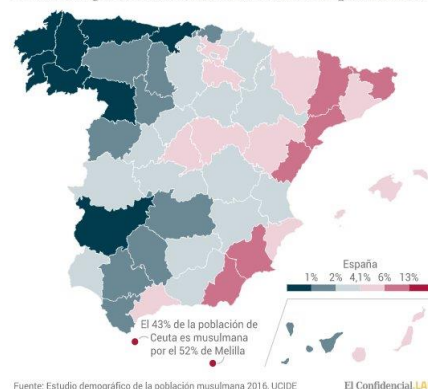 España
1% 2% 4,1% 6% 13%
El 43% de la población de
Ceuta es musulmana
por el 52% de Melilla
Fuente: Estudio demográfico de la población musulmana 2016. UCIDE
El Confidencial.LAB